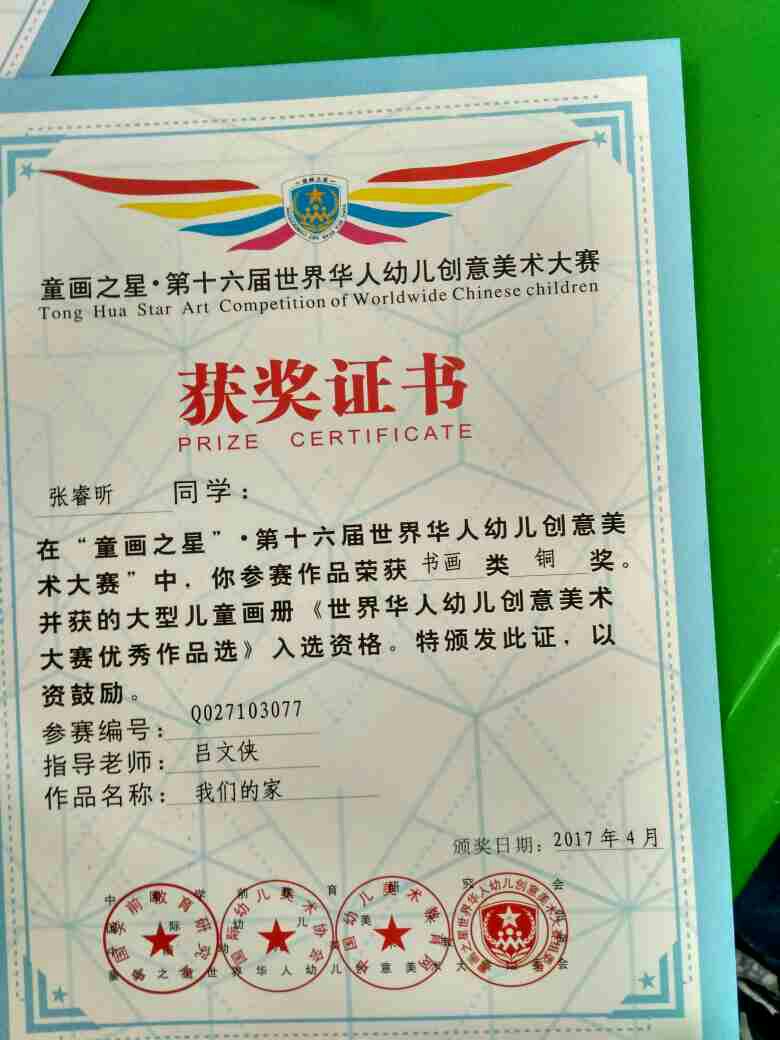 童画之星·第十六届世界华人幼儿创意美术大赛
Tong Hua Star Art Competition of Worldwide Chinese children
获奖证书
PRIZE CERTIFICATE
张睿昕 同学：
在“童画之星”·第十六届世界华人幼儿创意美
术大赛”中，你参赛作品荣获 书画 类 铜 奖。
并获的大型儿童画册《世界华人幼儿创意美术
大赛优秀作品选》入选资格。特颁发此证，以
资鼓励。
参赛编号：Q027103077
指导老师：吕文侠
作品名称：我们的家
颁奖日期：2017年4月